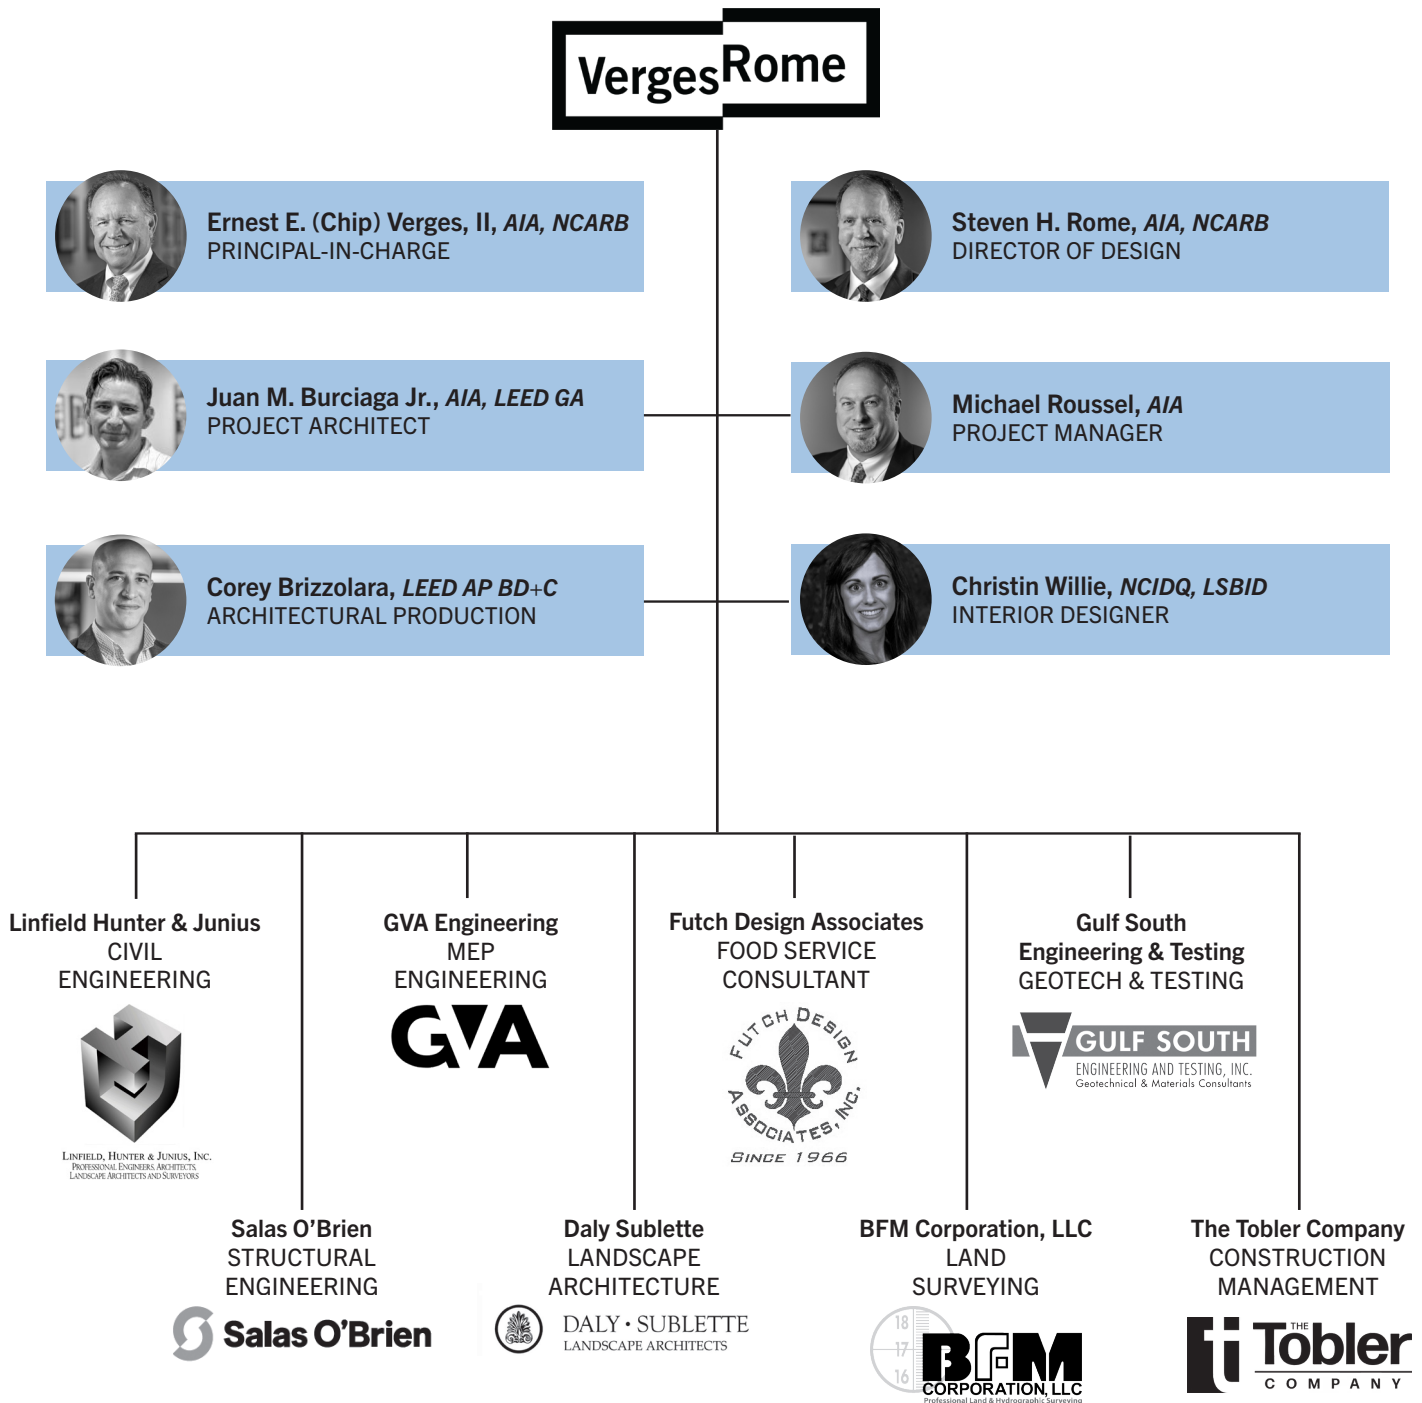 VergesRome
Ernest E. (Chip) Verges, II, AIA, NCARB
PRINCIPAL-IN-CHARGE
Steven H. Rome, AIA, NCARB
DIRECTOR OF DESIGN
Juan M. Burciaga Jr., AIA, LEED GA
PROJECT ARCHITECT
Michael Roussel, AIA
PROJECT MANAGER
Corey Brizzolara, LEED AP BD+C
ARCHITECTURAL PRODUCTION
Christin Willie, NCIDQ, LSBID
INTERIOR DESIGNER
Linfield Hunter & Junius
CIVIL
ENGINEERING
LINFIELD, HUNTER & JUNIUS, INC.
PROFESSIONAL ENGINEERS, ARCHITECTS,
LANDSCAPE ARCHITECTS AND SURVEYORS
GVA Engineering
MEP
ENGINEERING
GVA
Futch Design Associates
FOOD SERVICE
CONSULTANT
FUTCH DESIGN
ASSOCIATES, INC.
SINCE 1966
Gulf South
Engineering & Testing
GEOTECH & TESTING
GULF SOUTH
ENGINEERING AND TESTING, INC.
Geotechnical & Materials Consultants
Salas O’Brien
STRUCTURAL
ENGINEERING
Salas O’Brien
Daly Sublette
LANDSCAPE
ARCHITECTURE
DALY · SUBLETTE
LANDSCAPE ARCHITECTS
BFM Corporation, LLC
LAND
SURVEYING
18
17
16
BFM
CORPORATION, LLC
Professional Land & Hydrographic Surveying
The Tobler Company
CONSTRUCTION
MANAGEMENT
THE
Tobler
COMPANY